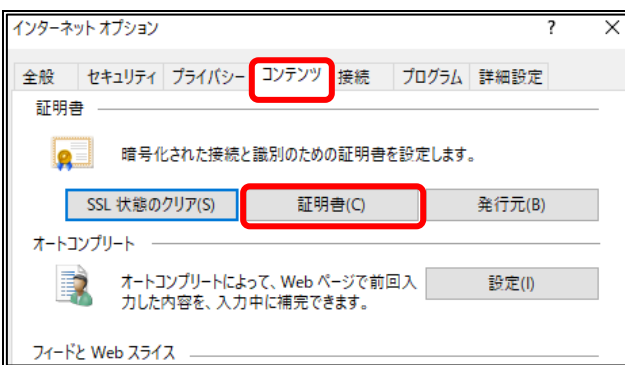 インターネット オプション ? ×
全般 セキュリティ プライバシー コンテンツ 接続 プログラム 詳細設定
証明書
暗号化された接続と識別のための証明書を設定します。
SSL 状態のクリア(S) 証明書(C) 発行元(B)
オートコンプリート
オートコンプリートによって、Web ページで前回入
力した内容を、入力中に補完できます。
設定(I)
フィードと Web スライス